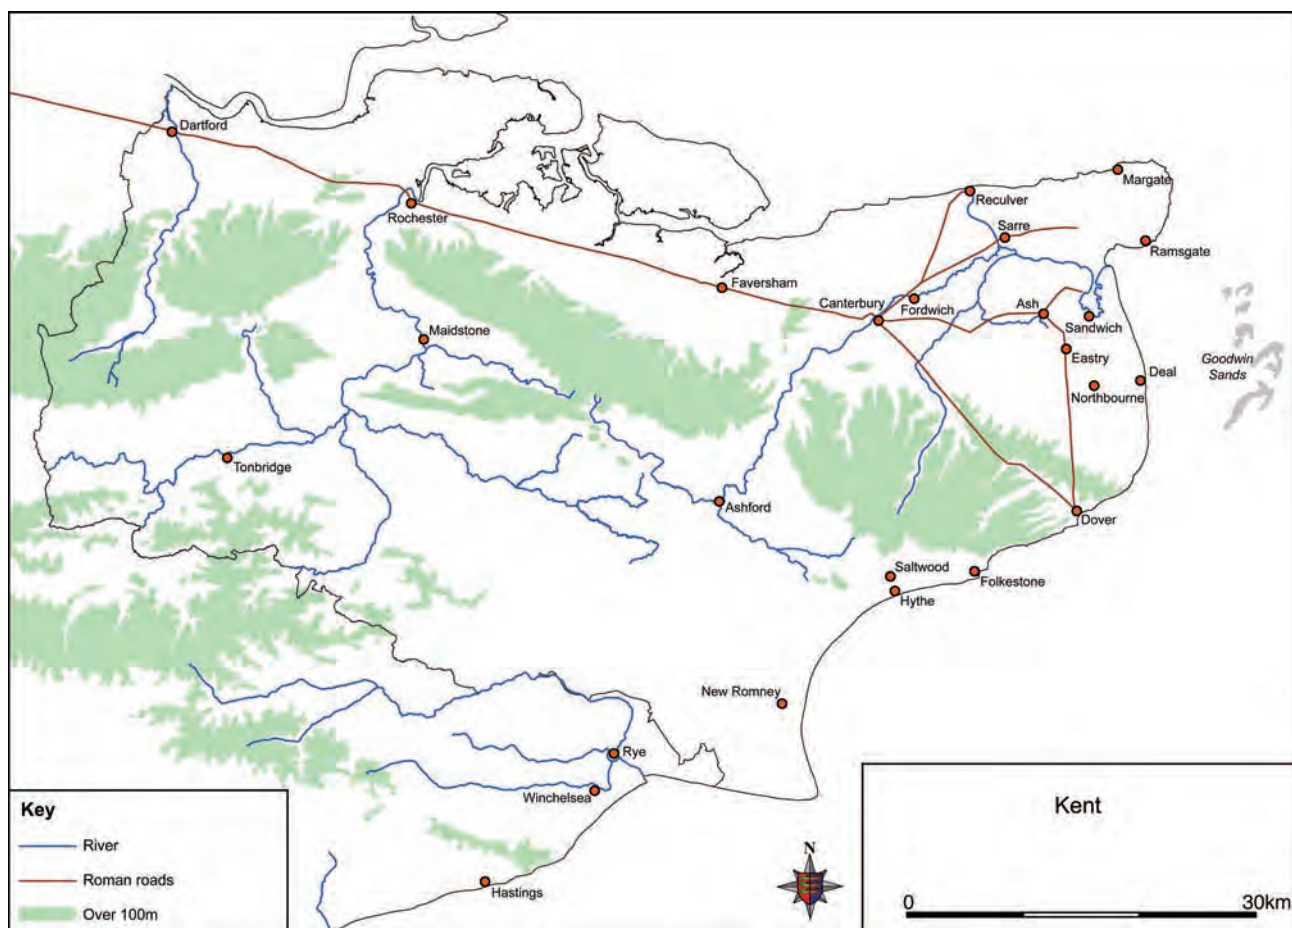 Dartford
Margate
Reculver
Rochester
Sarre
Ramsgate
Faversham
Fordwich
Canterbury
Ash
Sandwich
Maidstone
Eastry
Goodwin
Sands
Deal
Northbourne
Tonbridge
Ashford
Dover
Saltwood
Folkestone
Hythe
New Romney
Rye
Winchelsea
Hastings
Key
River
Roman roads
Over 100m
N
Kent
0
30km